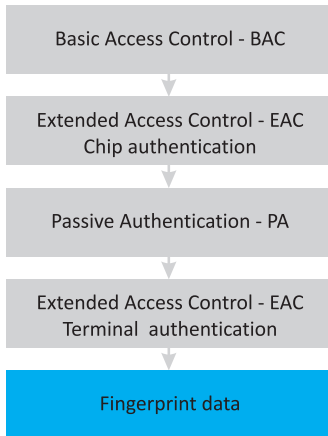 Basic Access Control - BAC
Extended Access Control - EAC
Chip authentication
Passive Authentication - PA
Extended Access Control - EAC
Terminal authentication
Fingerprint data